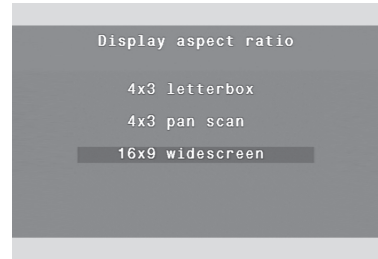 Display aspect ratio
4x3 letterbox
4x3 pan scan
16x9 widescreen